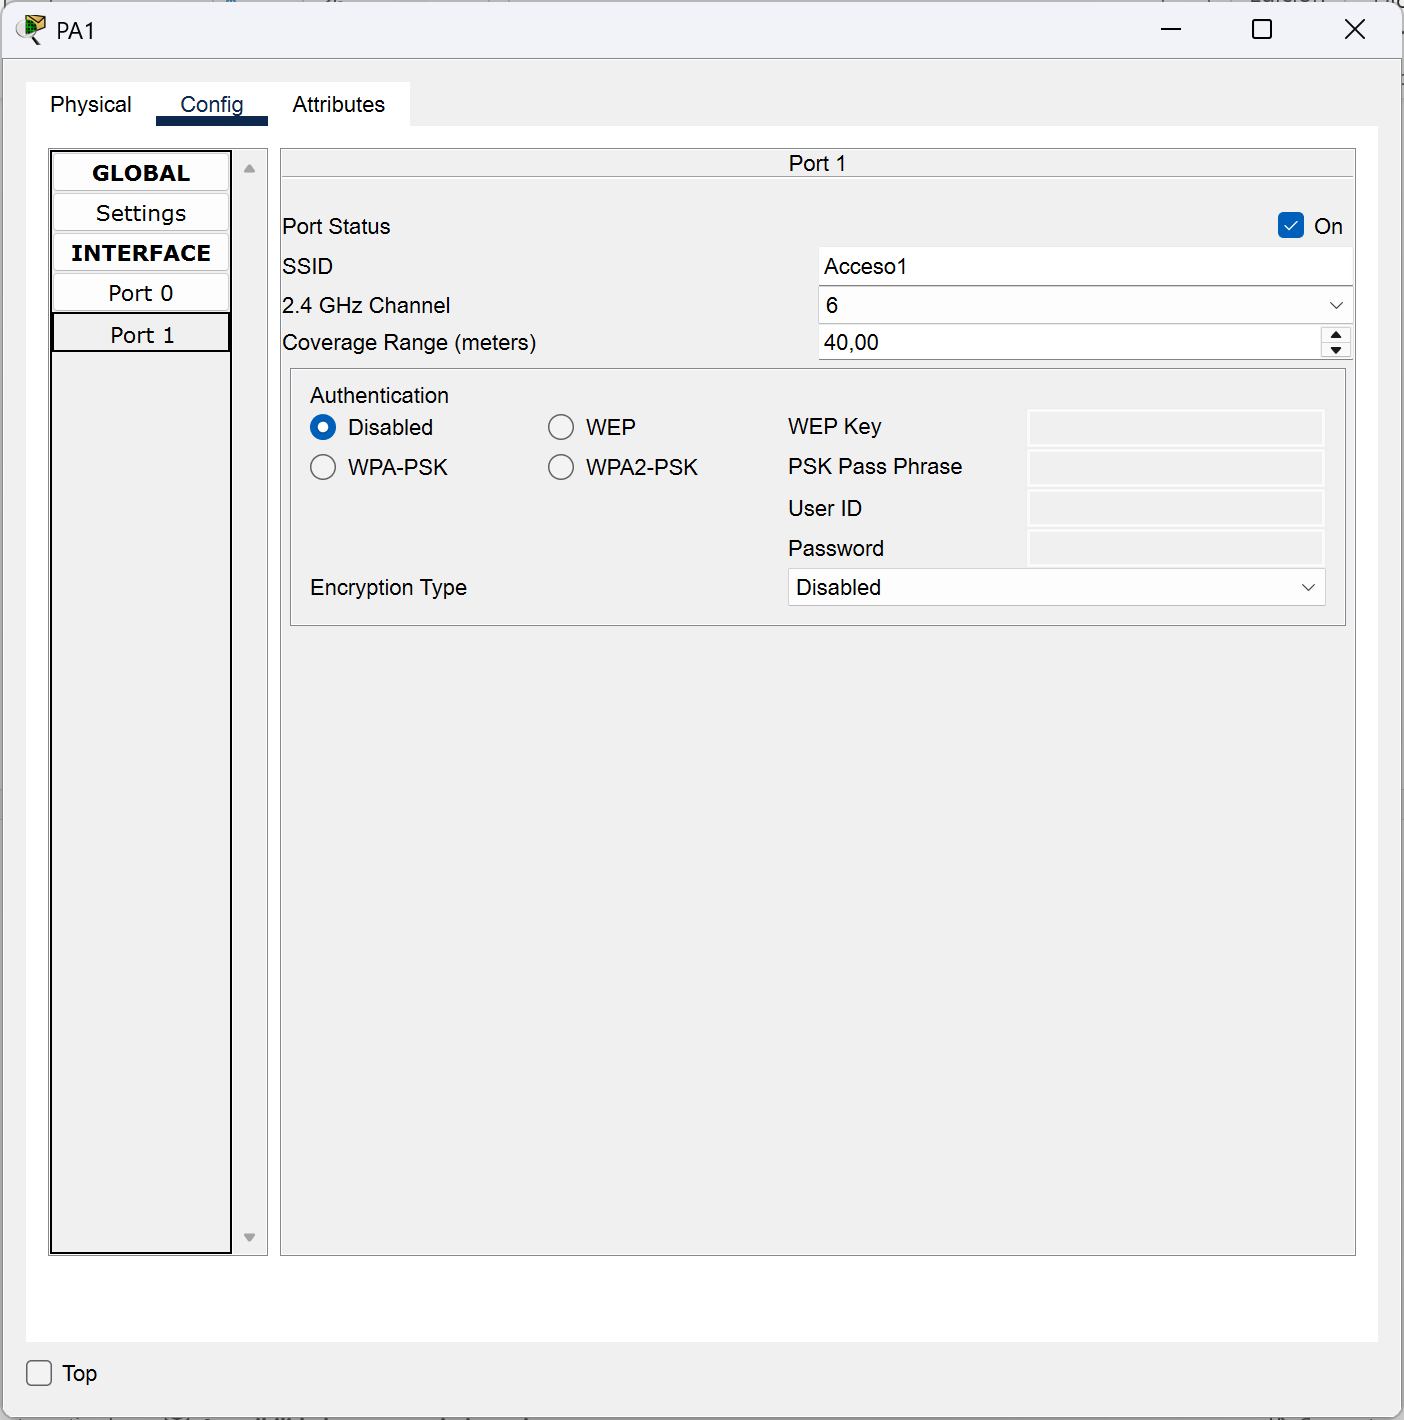 PA1
Physical Config Attributes
GLOBAL
Settings
INTERFACE
Port 0
Port 1
Port 1
Port Status On
SSID Acceso1
2.4 GHz Channel 6
Coverage Range (meters) 40,00
Authentication
Disabled WEP WEP Key
WPA-PSK WPA2-PSK PSK Pass Phrase
User ID
Password
Encryption Type Disabled
Top